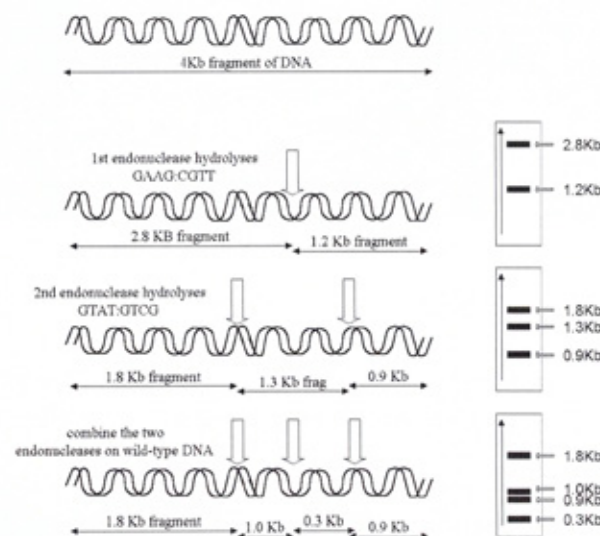 4Kb fragment of DNA
1st endonuclease hydrolyses
GAAG:CGTT
2.8 KB fragment
1.2 Kb fragment
2.8Kb
1.2Kb
2nd endonuclease hydrolyses
GTAT:GTCG
1.8 Kb fragment
1.3 Kb frag
0.9 Kb
1.8Kb
1.3Kb
0.9Kb
combine the two
endonucleases on wild-type DNA
1.8 Kb fragment
1.0 Kb
0.3 Kb
0.9 Kb
1.8Kb
1.0Kb
0.9Kb
0.3Kb